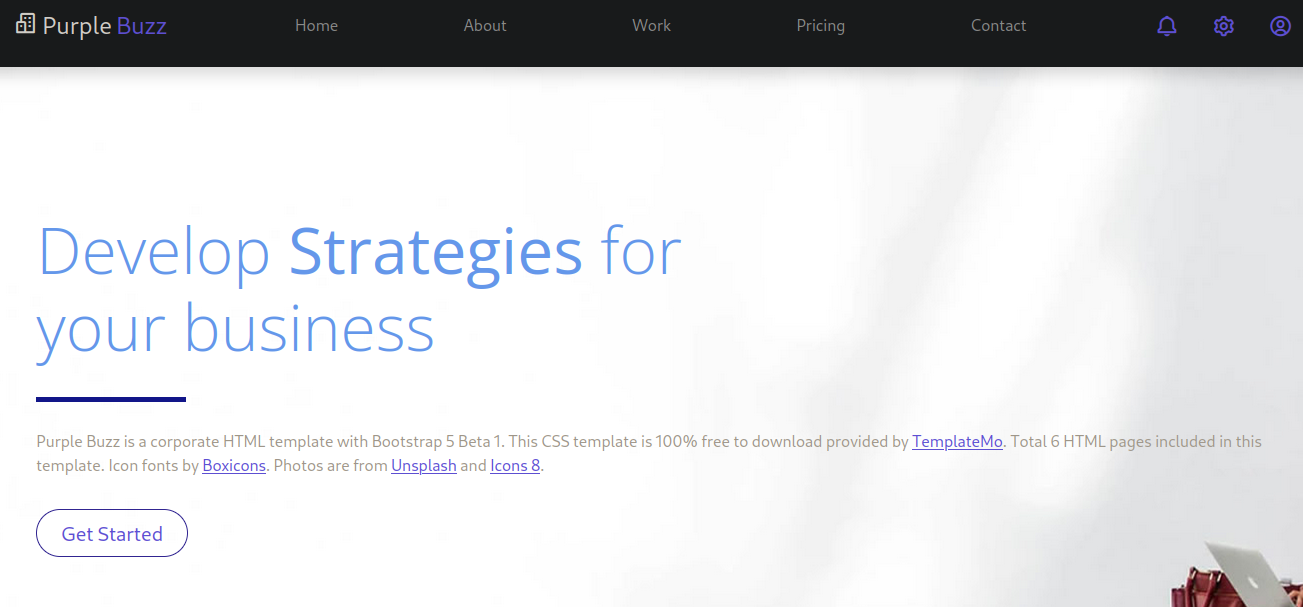 Purple Buzz
Home
About
Work
Pricing
Contact
Develop Strategies for
your business
Purple Buzz is a corporate HTML template with Bootstrap 5 Beta 1. This CSS template is 100% free to download provided by TemplateMo. Total 6 HTML pages included in this
template. Icon fonts by Boxicons. Photos are from Unsplash and Icons 8.
Get Started